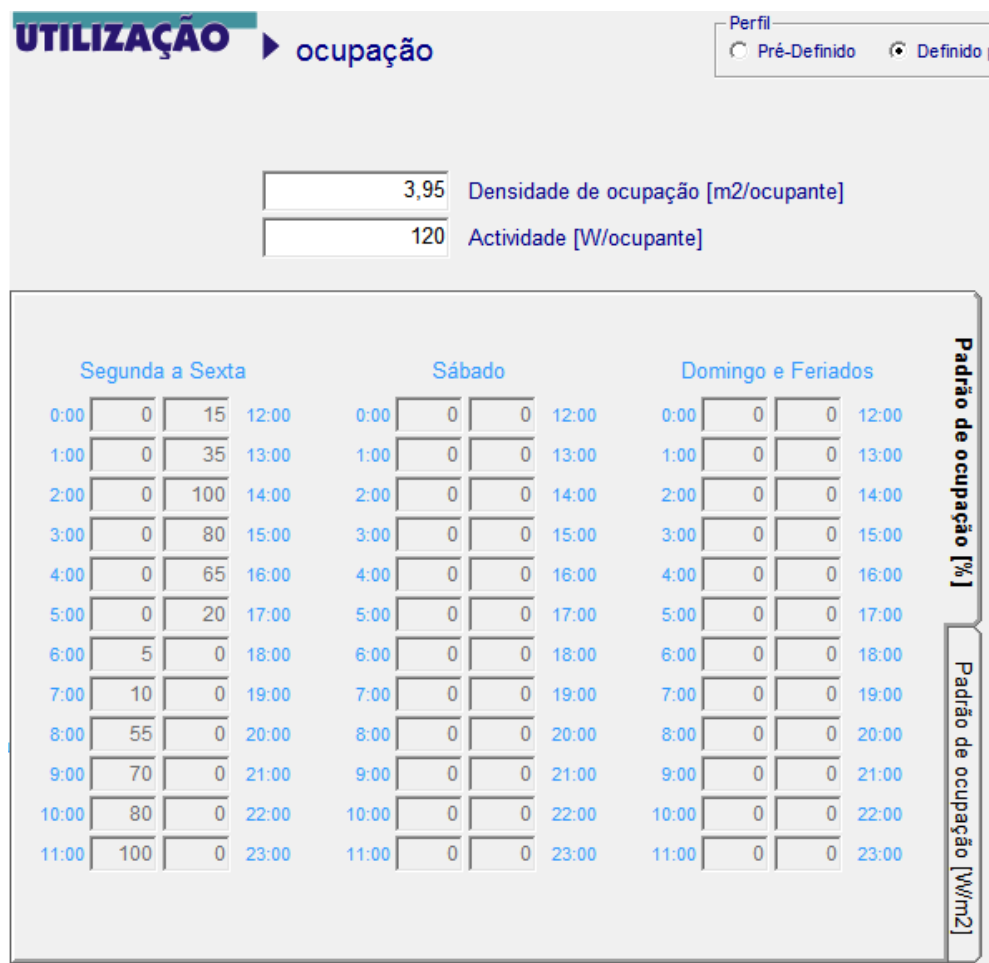 UTILIZAÇÃO
ocupação
Perfil
Pré-Definido Definido
3,95 Densidade de ocupação [m2/ocupante]
120 Actividade [W/ocupante]
Segunda a Sexta Sábado Domingo e Feriados
0:00 0 15 12:00 0:00 0 0 12:00 0:00 0 0 12:00
1:00 0 35 13:00 1:00 0 0 13:00 1:00 0 0 13:00
2:00 0 100 14:00 2:00 0 0 14:00 2:00 0 0 14:00
3:00 0 80 15:00 3:00 0 0 15:00 3:00 0 0 15:00
4:00 0 65 16:00 4:00 0 0 16:00 4:00 0 0 16:00
5:00 0 20 17:00 5:00 0 0 17:00 5:00 0 0 17:00
6:00 5 0 18:00 6:00 0 0 18:00 6:00 0 0 18:00
7:00 10 0 19:00 7:00 0 0 19:00 7:00 0 0 19:00
8:00 55 0 20:00 8:00 0 0 20:00 8:00 0 0 20:00
9:00 70 0 21:00 9:00 0 0 21:00 9:00 0 0 21:00
10:00 80 0 22:00 10:00 0 0 22:00 10:00 0 0 22:00
11:00 100 0 23:00 11:00 0 0 23:00 11:00 0 0 23:00
Padrão de ocupação [%]
Padrão de ocupação [W/m2]